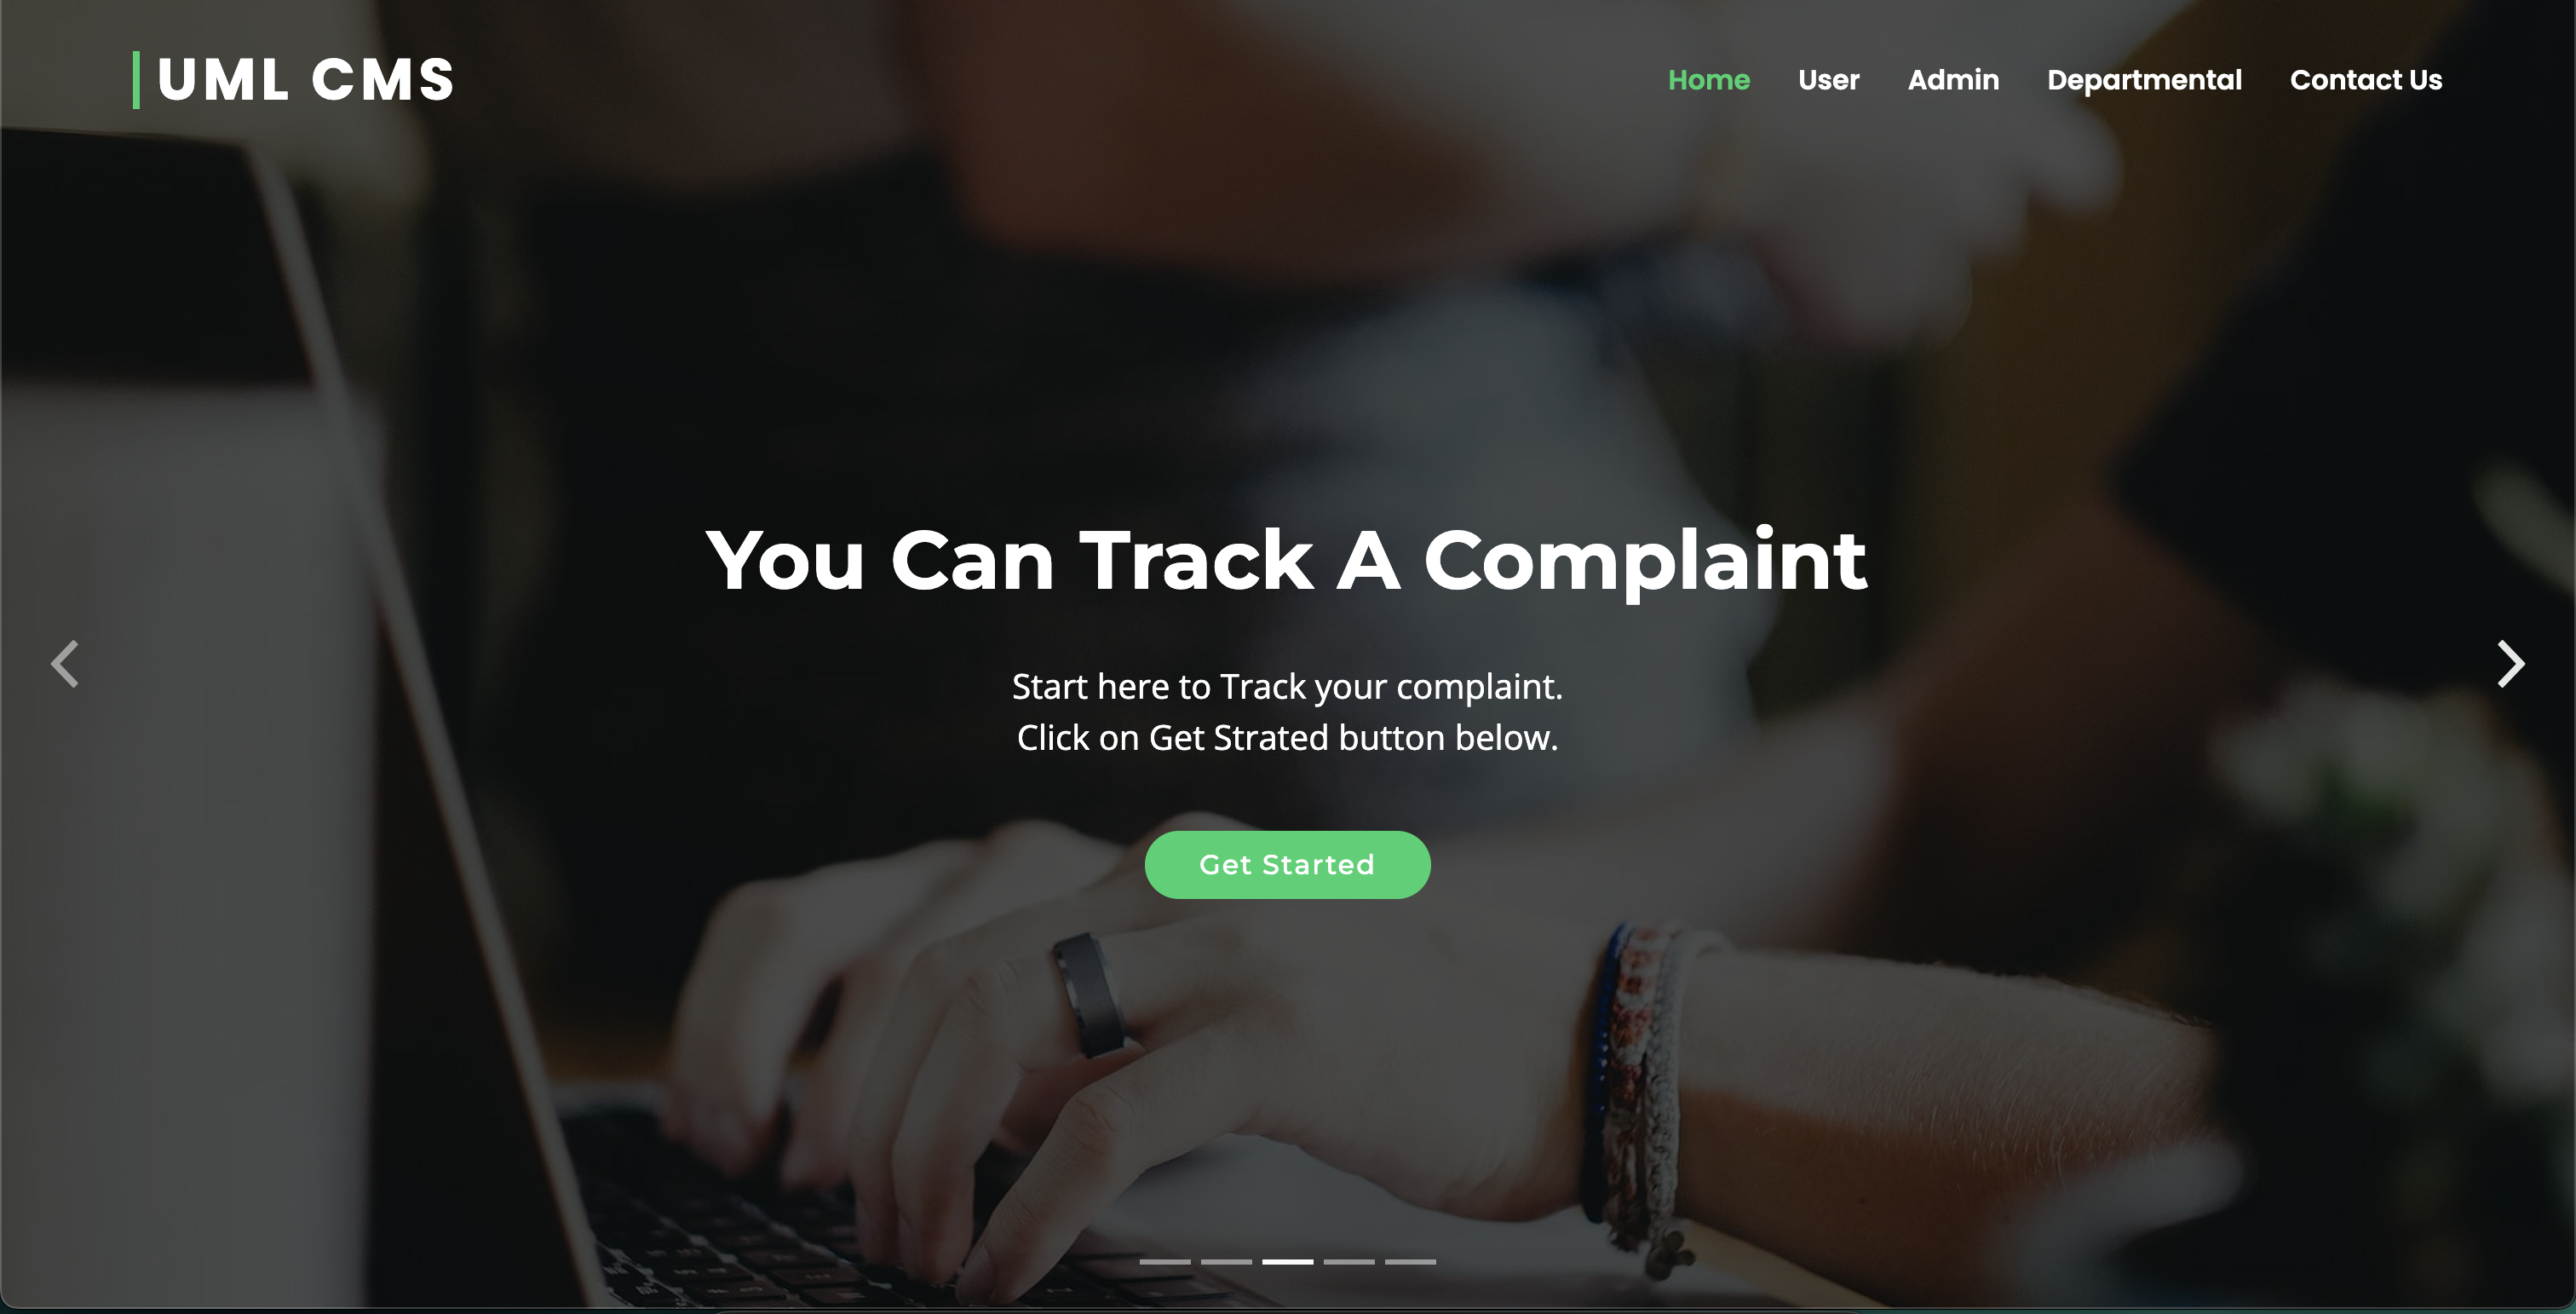 UML CMS
Home User Admin Departmental Contact Us
You Can Track A Complaint
Start here to Track your complaint.
Click on Get Strated button below.
Get Started